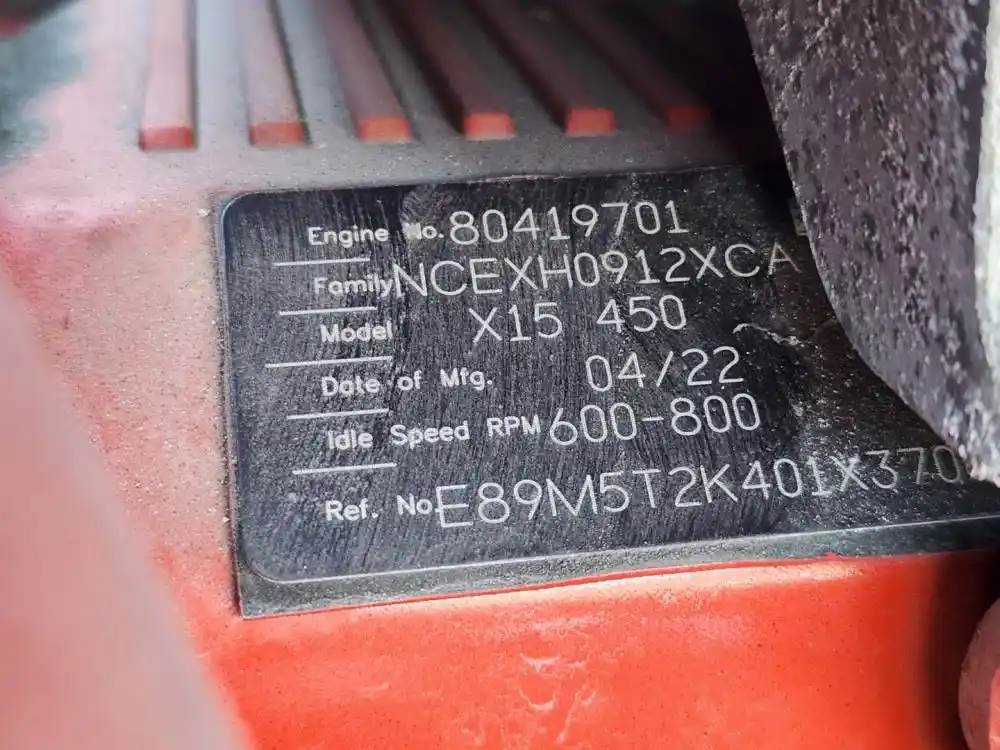 Engine No. 80419701
Family NCEXH0912XCA
Model X15 450
Date of Mfg. 04/22
Idle Speed RPM 600-800
Ref. No. E89M5T2K401X370